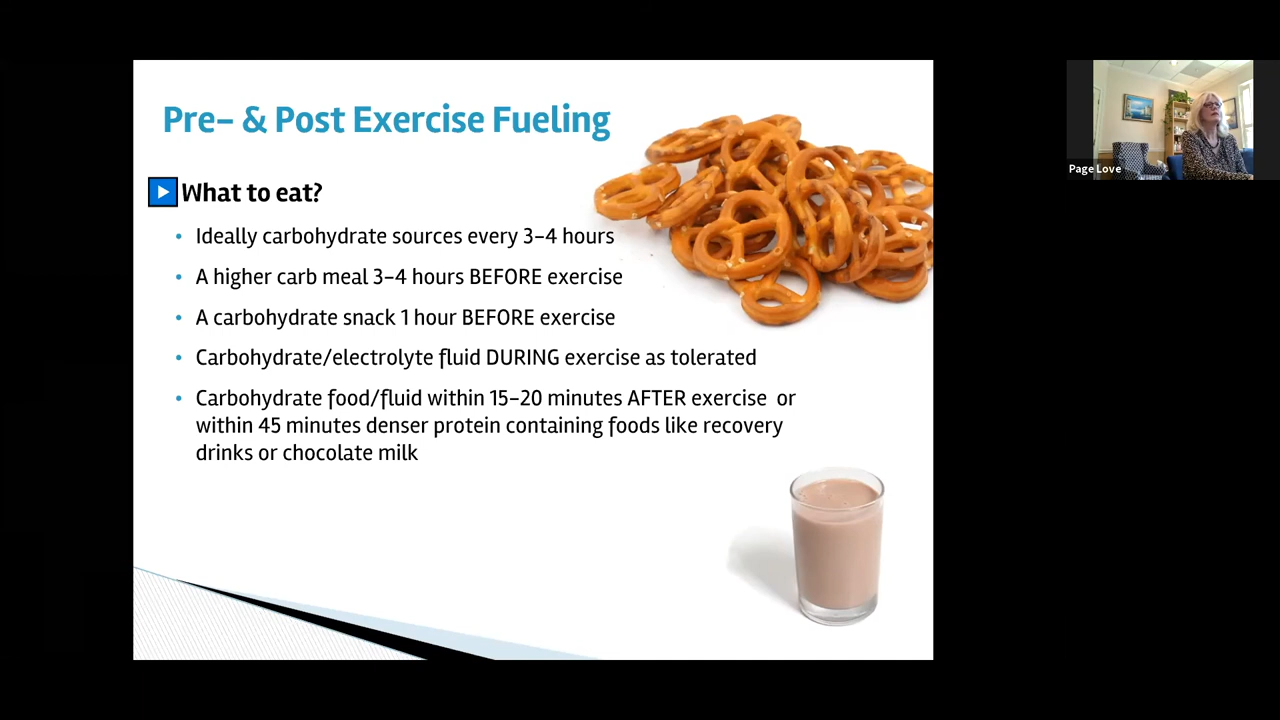 Pre- & Post Exercise Fueling
What to eat?
• Ideally carbohydrate sources every 3-4 hours
• A higher carb meal 3-4 hours BEFORE exercise
• A carbohydrate snack 1 hour BEFORE exercise
• Carbohydrate/electrolyte fluid DURING exercise as tolerated
• Carbohydrate food/fluid within 15-20 minutes AFTER exercise or
within 45 minutes denser protein containing foods like recovery
drinks or chocolate milk
Page Love